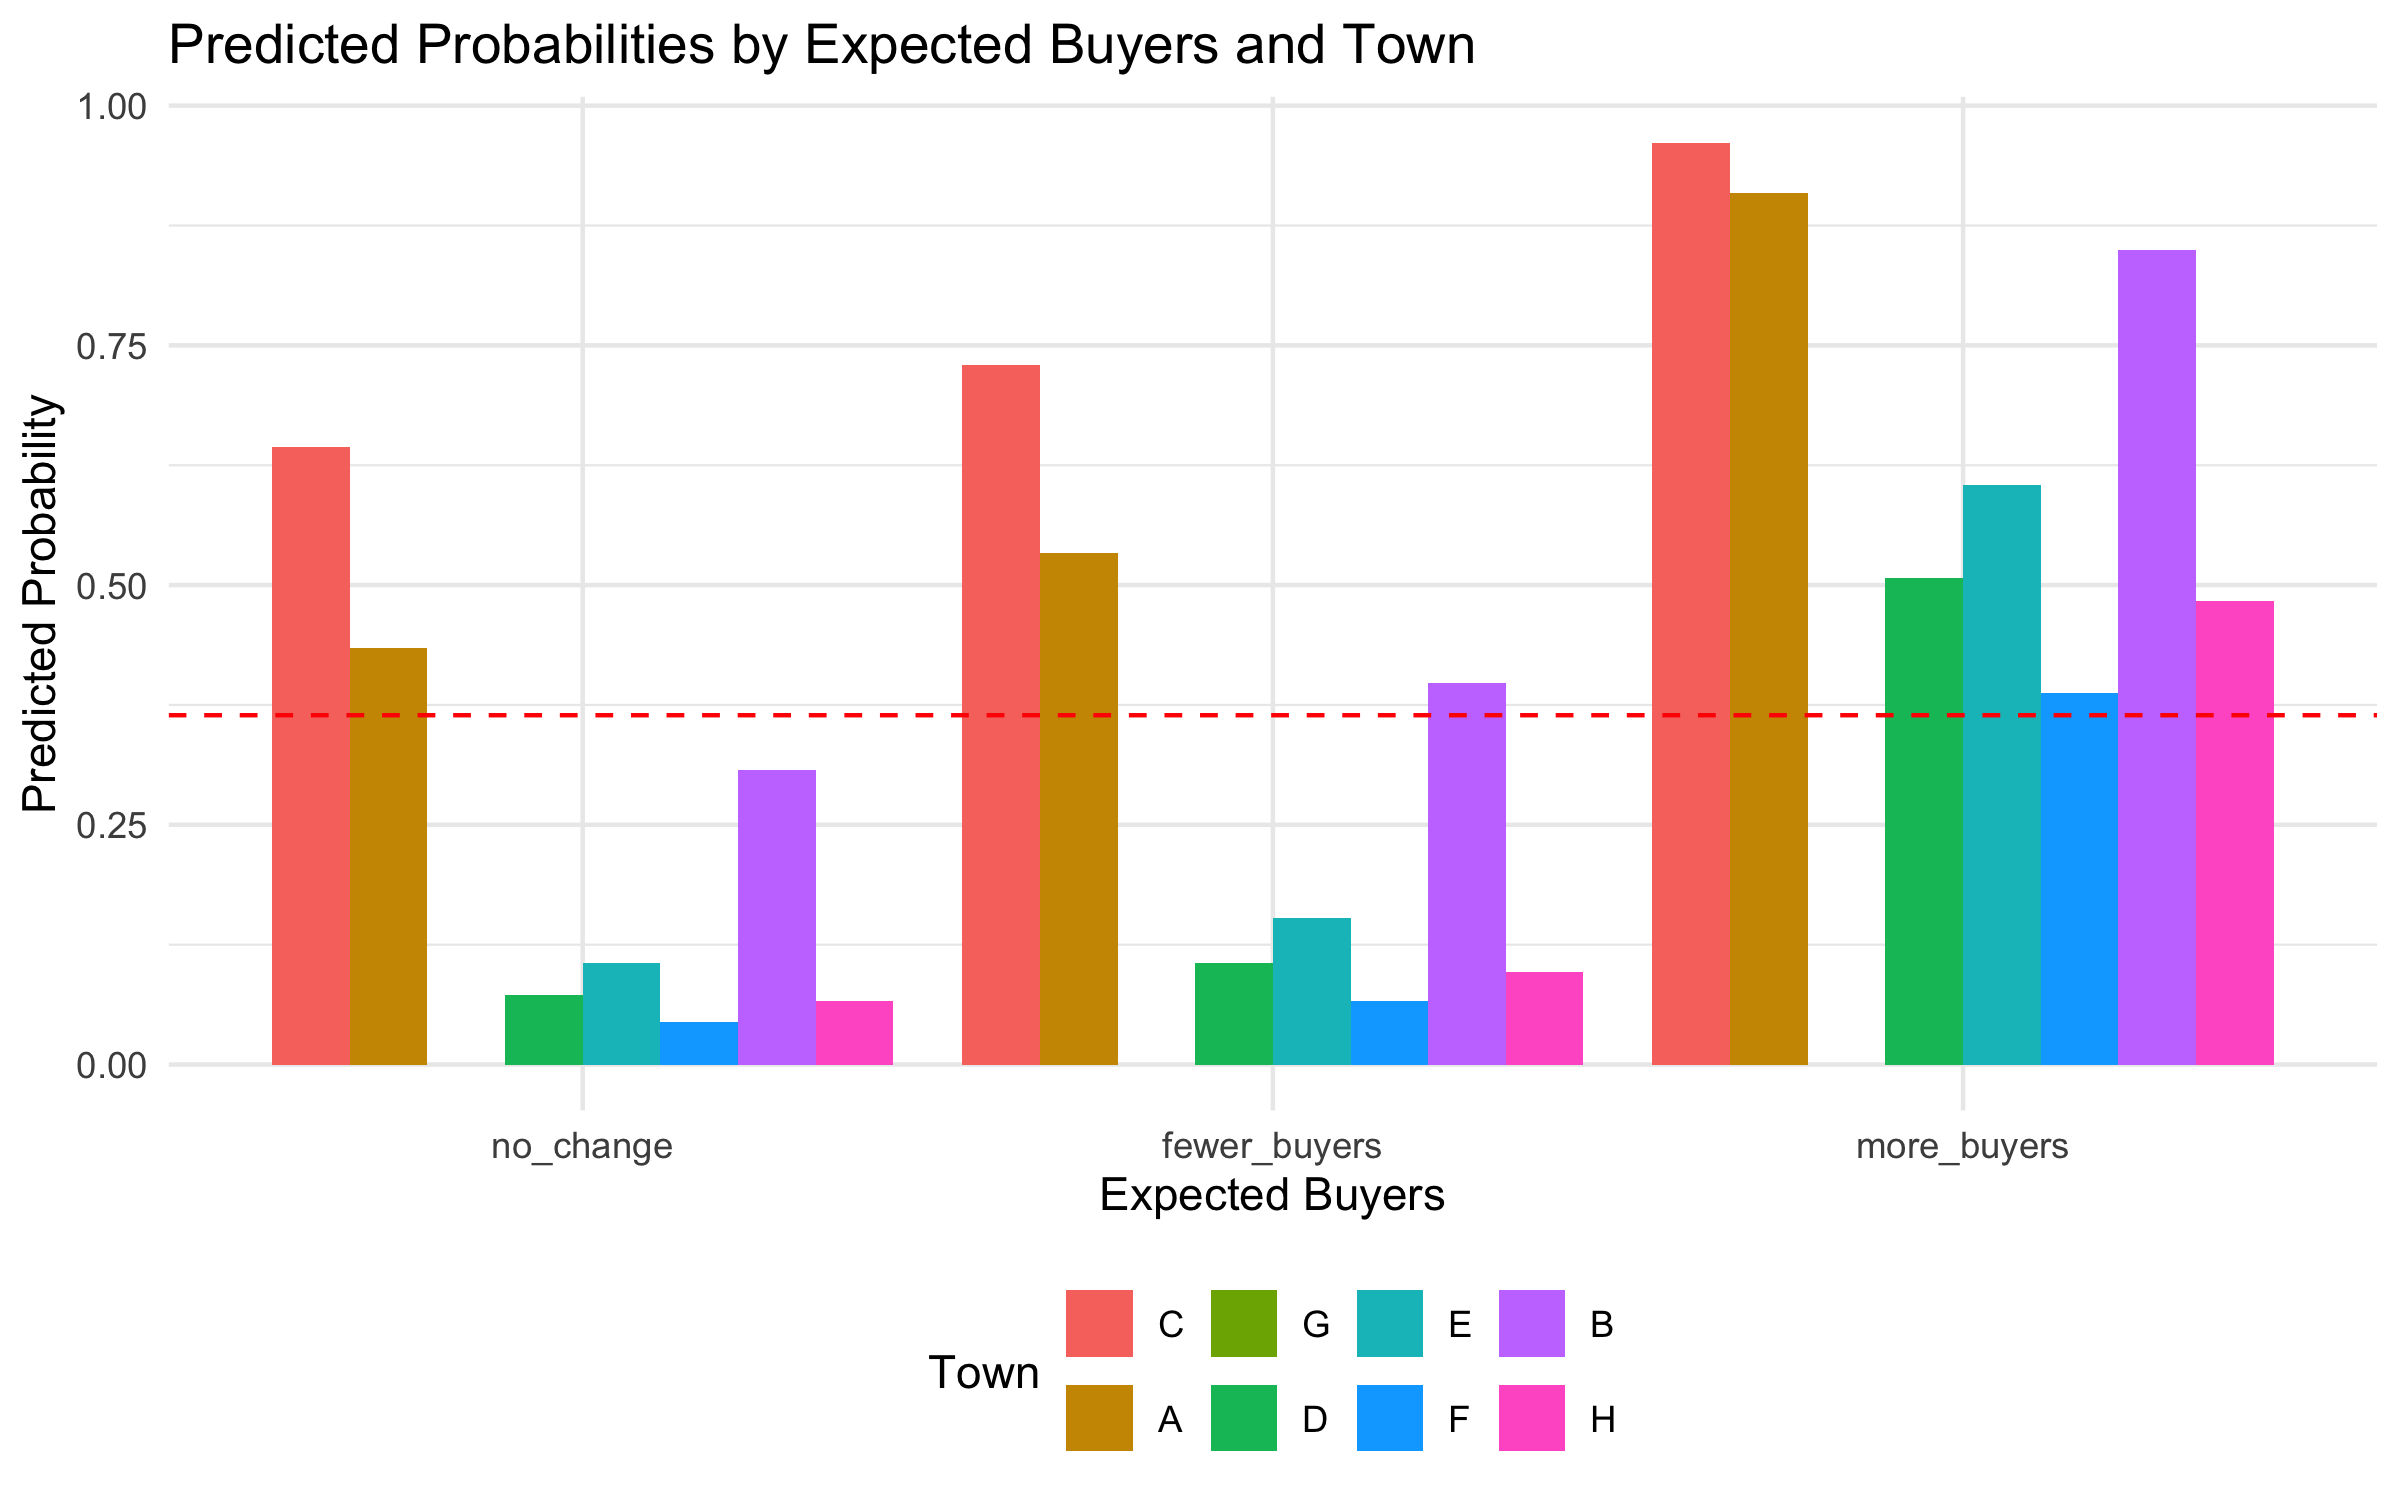 Predicted Probabilities by Expected Buyers and Town
1.00
0.75
0.50
0.25
0.00
Predicted Probability
no_change fewer_buyers more_buyers
Expected Buyers
Town
C G E B
A D F H